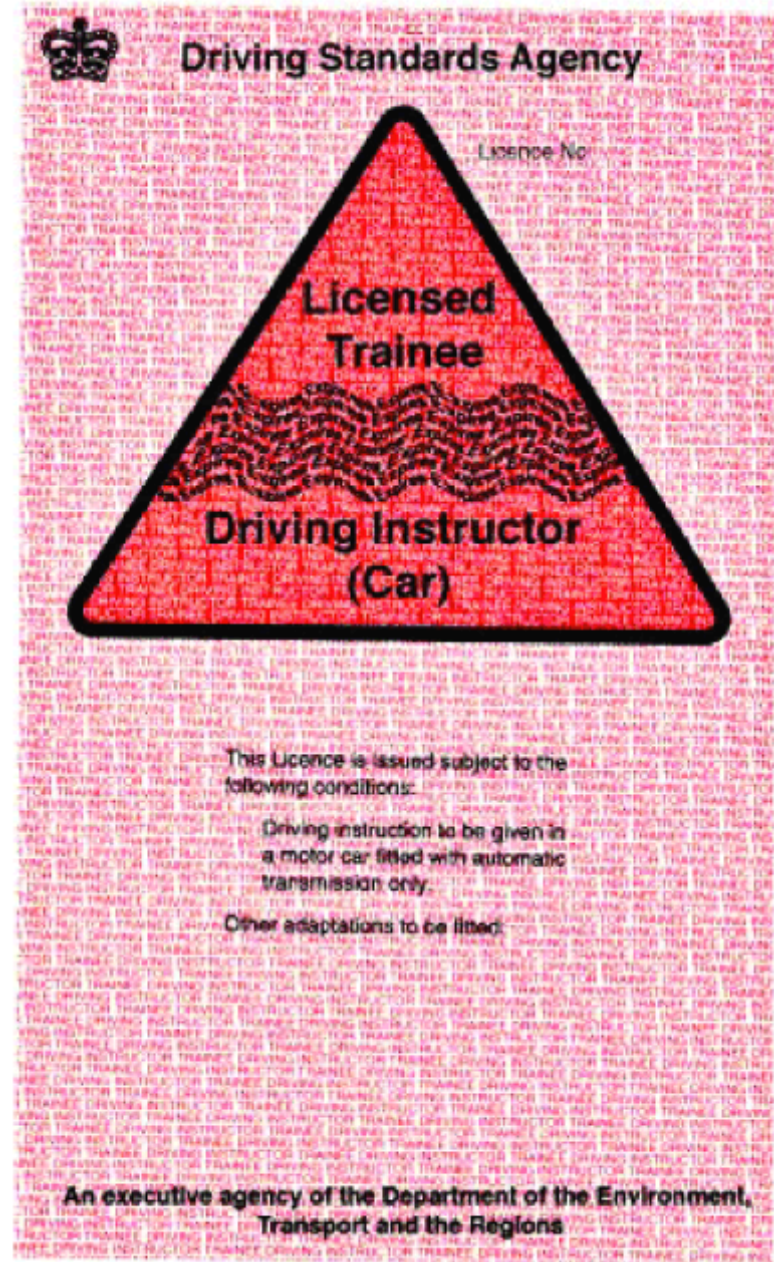 Driving Standards Agency
Licence No
Licensed
Trainee
Driving Instructor
(Car)
This Licence is issued subject to the
following conditions:
Driving instruction to be given in
a motor car fitted with automatic
transmission only.
Other adaptations to be fitted:
An executive agency of the Department of the Environment,
Transport and the Regions